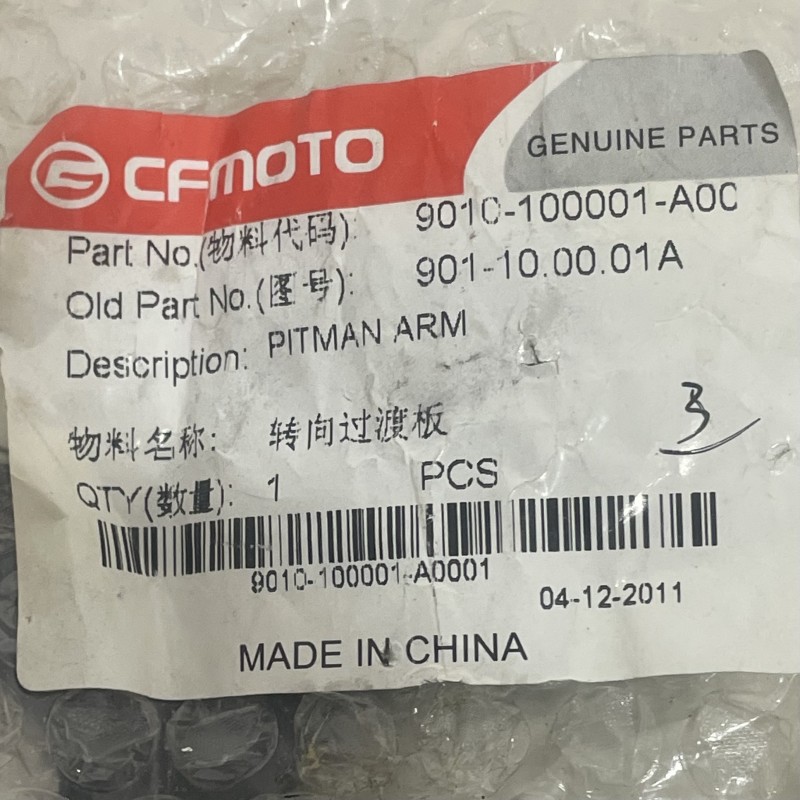 CFMOTO
GENUINE PARTS
Part No.(物料代码): 9010-100001-A00
Old Part No.(图号): 901-10.00.01A
Description: PITMAN ARM
物料名称: 转向过渡板
3
QTY(数量): 1 PCS
9010-100001-A0001
04-12-2011
MADE IN CHINA